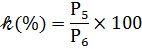 𝓀(%) = P₅/P₆ × 100